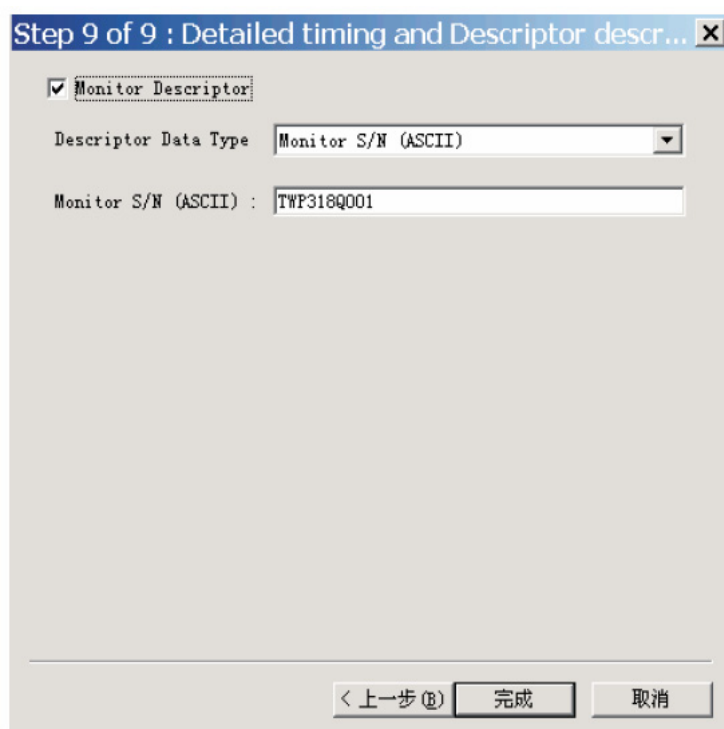 Step 9 of 9 : Detailed timing and Descriptor descr...
Monitor Descriptor
Descriptor Data Type Monitor S/N (ASCII)
Monitor S/N (ASCII) : TWP318Q001
< 上一步(B) 完成 取消